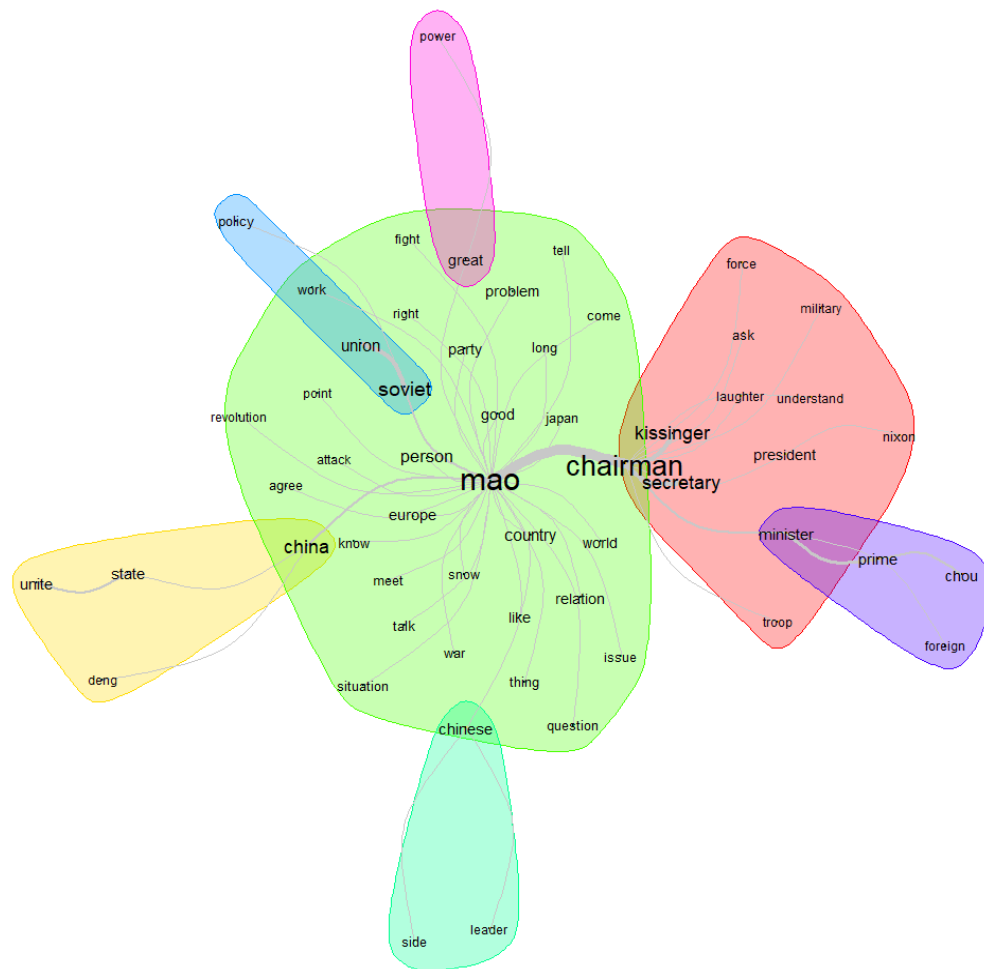 power
policy
fight
tell
great
force
work
problem
military
right
come
ask
union
party
long
soviet
laughter
understand
point
revolution
good
japan
kissinger
nixon
person
attack
president
mao
chairman
secretary
agree
europe
china
know
country
world
minister
prime
unite
state
meet
snow
chou
relation
talk
like
troop
foreign
war
issue
deng
situation
thing
chinese
question
side
leader